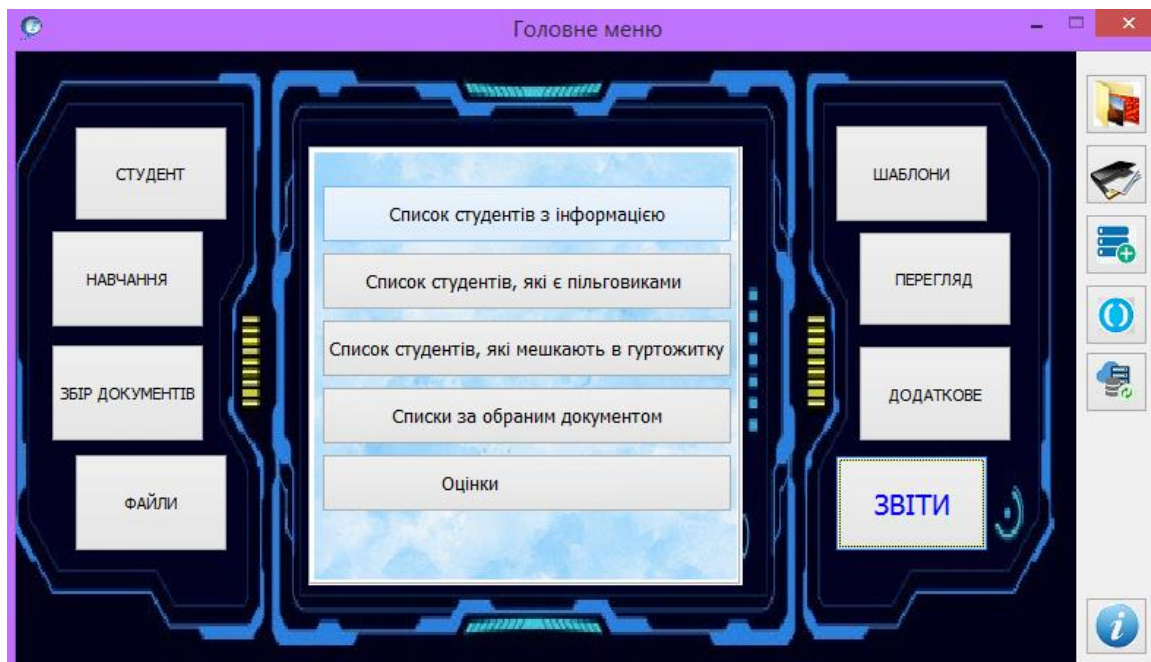 Головне меню
СТУДЕНТ
НАВЧАННЯ
ЗБІР ДОКУМЕНТІВ
ФАЙЛИ
Список студентів з інформацією
Список студентів, які є пільговиками
Список студентів, які мешкають в гуртожитку
Списки за обраним документом
Оцінки
ШАБЛОНИ
ПЕРЕГЛЯД
ДОДАТКОВЕ
ЗВІТИ